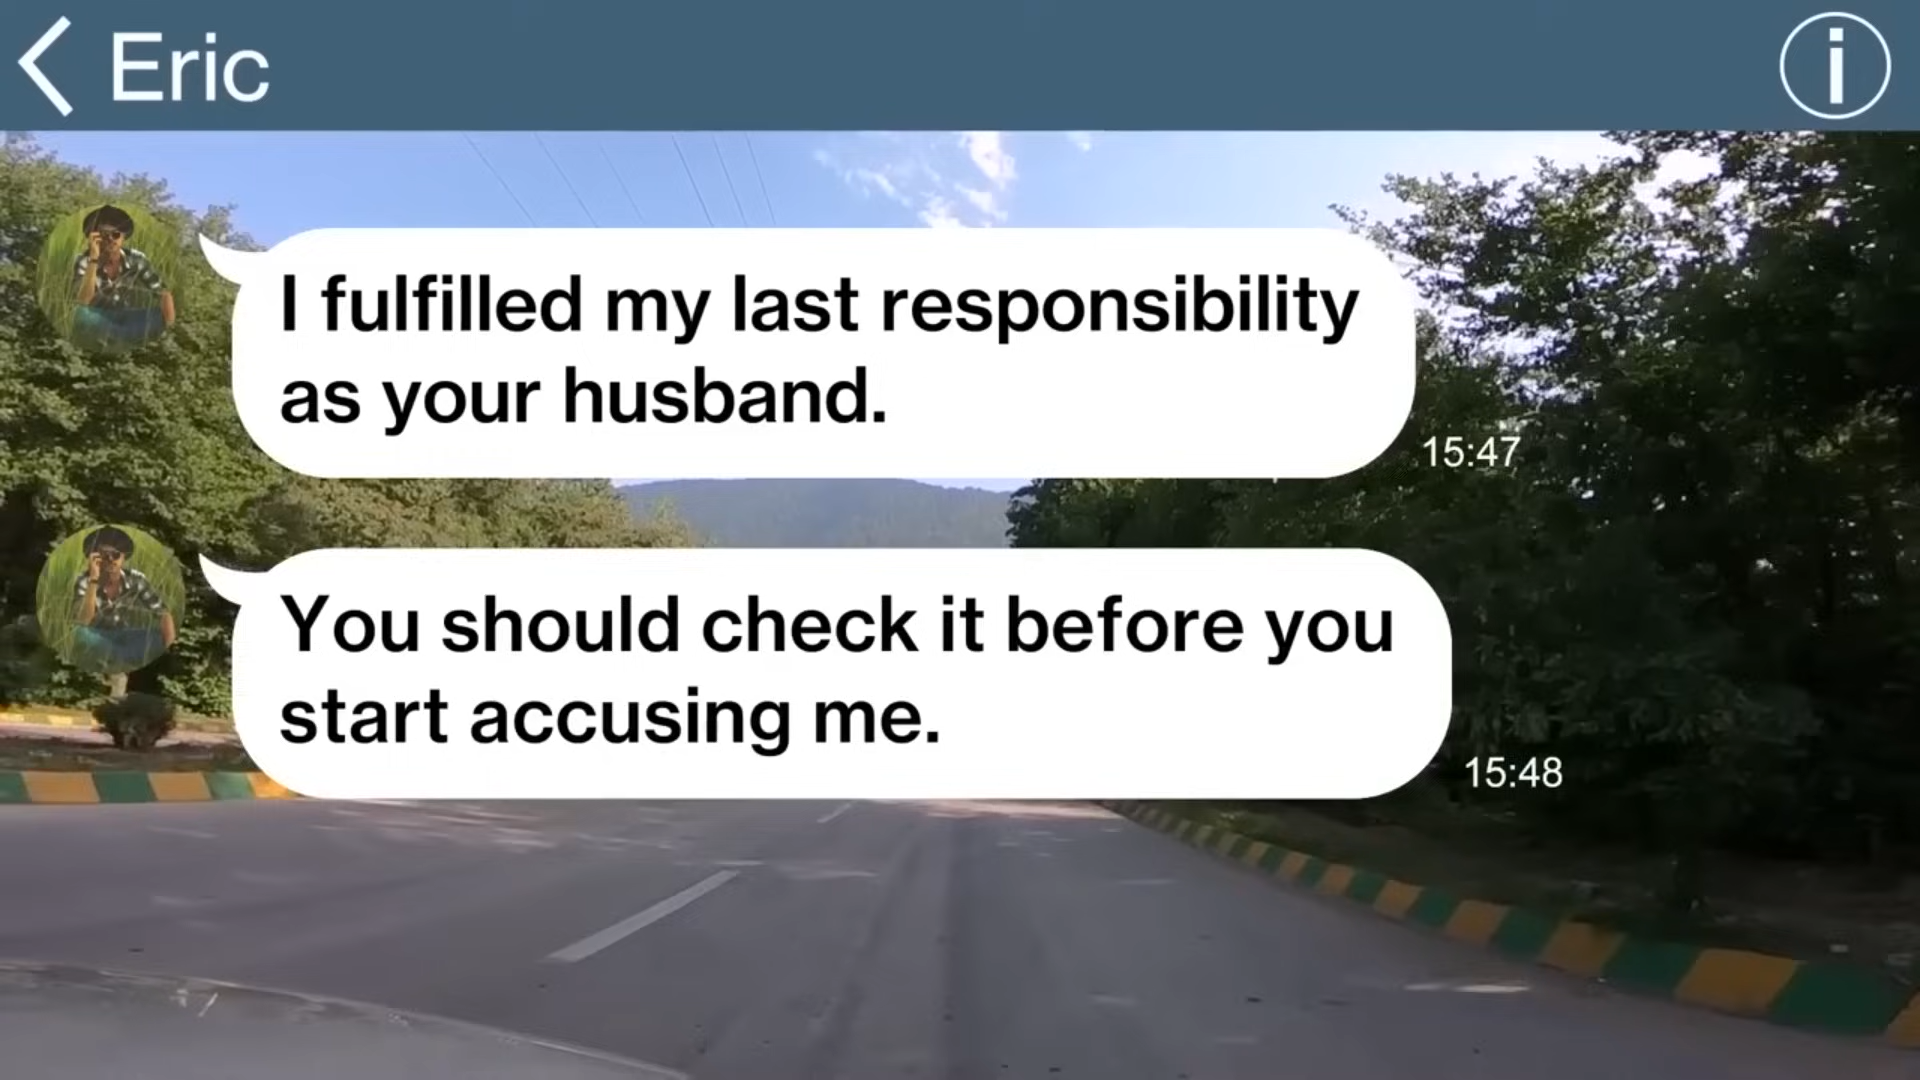 Eric
I fulfilled my last responsibility
as your husband.
15:47
You should check it before you
start accusing me.
15:48